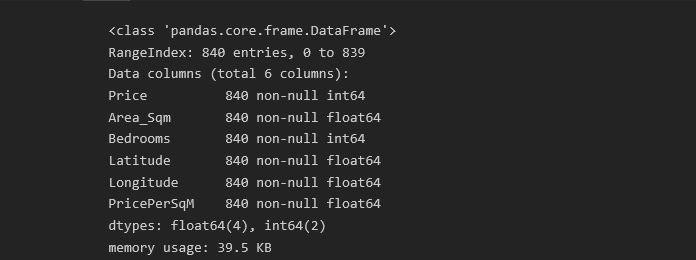 <class 'pandas.core.frame.DataFrame'>
RangeIndex: 840 entries, 0 to 839
Data columns (total 6 columns):
Price          840 non-null int64
Area_Sqm       840 non-null float64
Bedrooms       840 non-null int64
Latitude       840 non-null float64
Longitude      840 non-null float64
PricePerSqM    840 non-null float64
dtypes: float64(4), int64(2)
memory usage: 39.5 KB